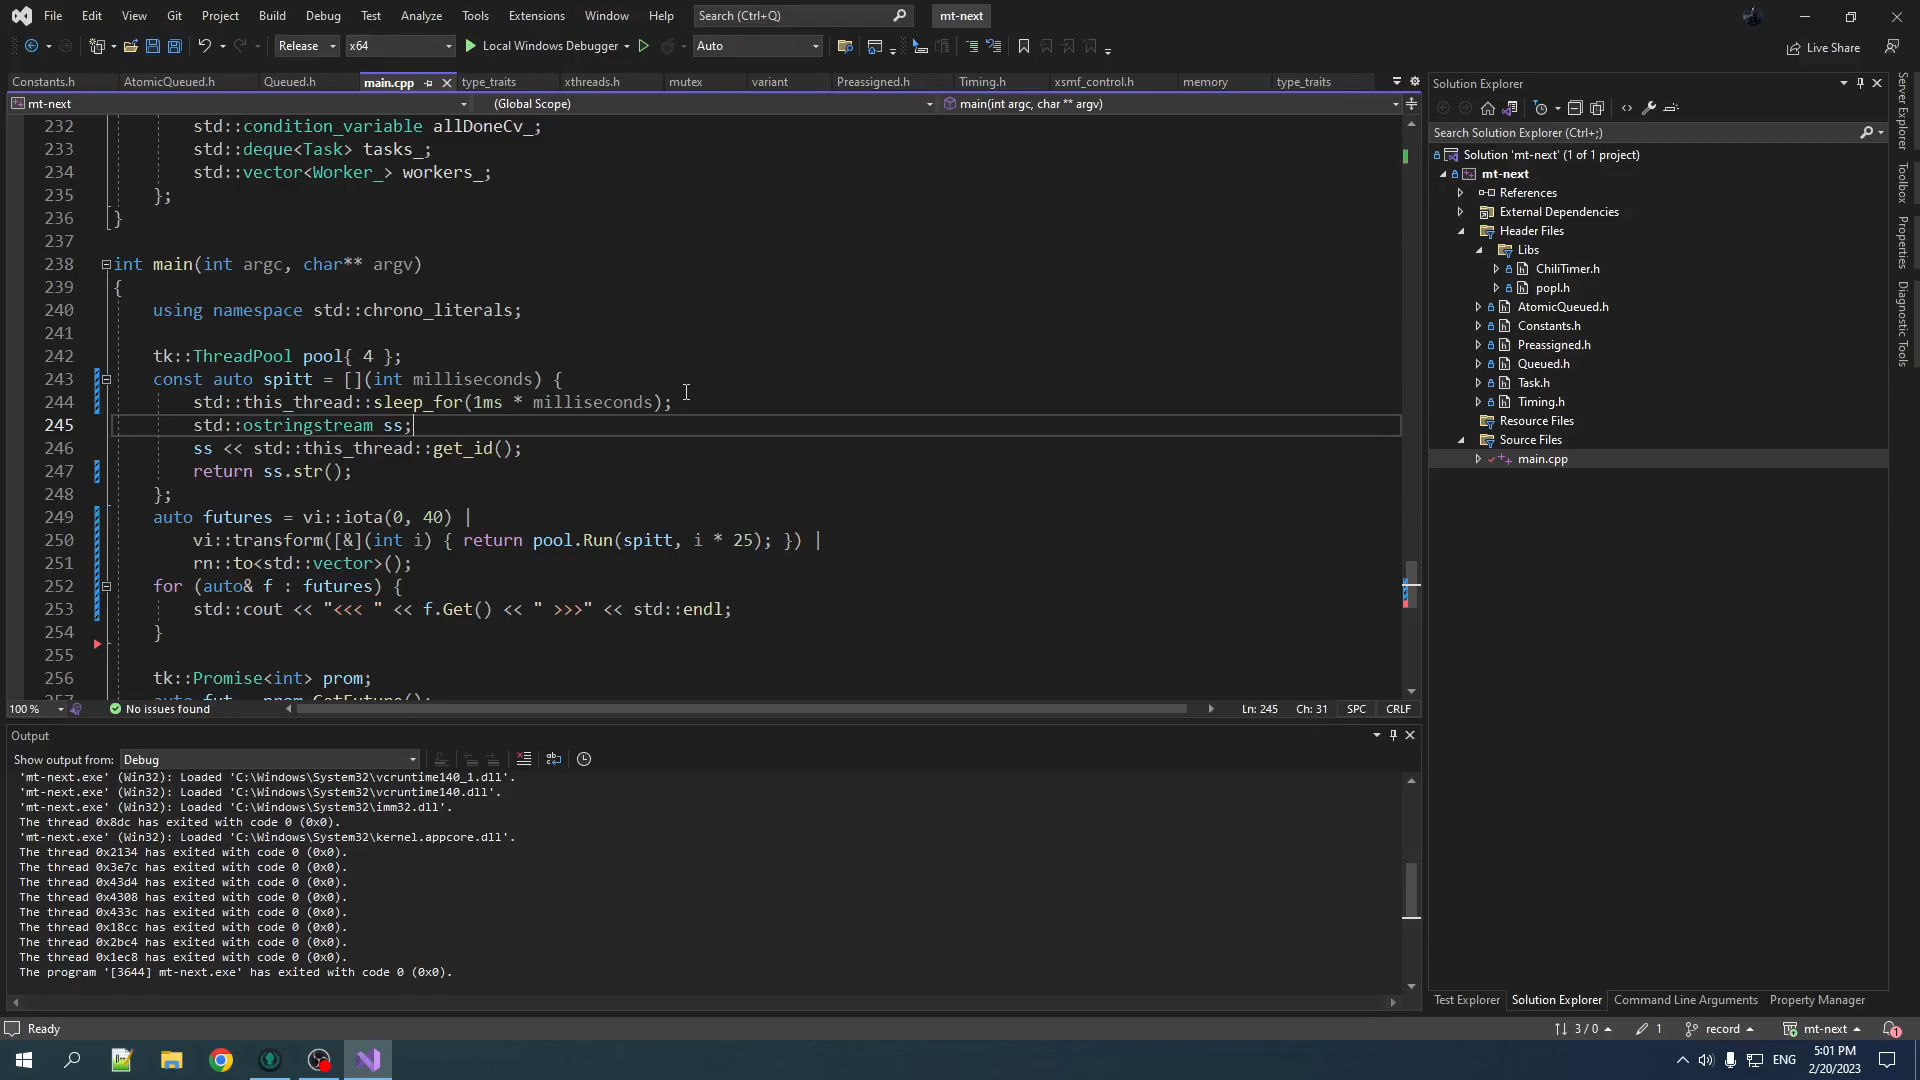 File Edit View Git Project Build Debug Test Analyze Tools Extensions Window Help Search (Ctrl+Q) mt-next
Release x64 Local Windows Debugger Auto Live Share
Constants.h AtomicQueued.h Queued.h main.cpp type_traits xthreads.h mutex variant Preassigned.h Timing.h xsmf_control.h memory type_traits
mt-next (Global Scope) main(int argc, char ** argv)
232 std::condition_variable allDoneCv_;
233 std::deque<Task> tasks_;
234 std::vector<Worker_> workers_;
235 };
236 }
237
238 int main(int argc, char** argv)
239 {
240 using namespace std::chrono_literals;
241
242 tk::ThreadPool pool{ 4 };
243 const auto spitt = [](int milliseconds) {
244 std::this_thread::sleep_for(1ms * milliseconds);
245 std::ostringstream ss;
246 ss << std::this_thread::get_id();
247 return ss.str();
248 };
249 auto futures = vi::iota(0, 40) |
250 vi::transform([&](int i) { return pool.Run(spitt, i * 25); }) |
251 rn::to<std::vector>();
252 for (auto& f : futures) {
253 std::cout << "<<< " << f.Get() << " >>>" << std::endl;
254 }
255
256 tk::Promise<int> prom;
257 auto fut = prom.GetFuture();
100 % No issues found Ln: 245 Ch: 31 SPC CRLF
Output
Show output from: Debug
'mt-next.exe' (Win32): Loaded 'C:\Windows\System32\vcruntime140_1.dll'.
'mt-next.exe' (Win32): Loaded 'C:\Windows\System32\vcruntime140.dll'.
'mt-next.exe' (Win32): Loaded 'C:\Windows\System32\imm32.dll'.
The thread 0x8dc has exited with code 0 (0x0).
'mt-next.exe' (Win32): Loaded 'C:\Windows\System32\kernel.appcore.dll'.
The thread 0x2134 has exited with code 0 (0x0).
The thread 0x3e7c has exited with code 0 (0x0).
The thread 0x43d4 has exited with code 0 (0x0).
The thread 0x4308 has exited with code 0 (0x0).
The thread 0x433c has exited with code 0 (0x0).
The thread 0x18cc has exited with code 0 (0x0).
The thread 0x2bc4 has exited with code 0 (0x0).
The thread 0x1ec8 has exited with code 0 (0x0).
The program '[3644] mt-next.exe' has exited with code 0 (0x0).
Solution Explorer
Search Solution Explorer (Ctrl+;)
Solution 'mt-next' (1 of 1 project)
mt-next
References
External Dependencies
Header Files
Libs
ChiliTimer.h
popl.h
AtomicQueued.h
Constants.h
Preassigned.h
Queued.h
Task.h
Timing.h
Resource Files
Source Files
main.cpp
Test Explorer Solution Explorer Command Line Arguments Property Manager
Server Explorer
Toolbox
Properties
Diagnostic Tools
Ready 3 / 0 1 record mt-next 1
ENG 5:01 PM
2/20/2023